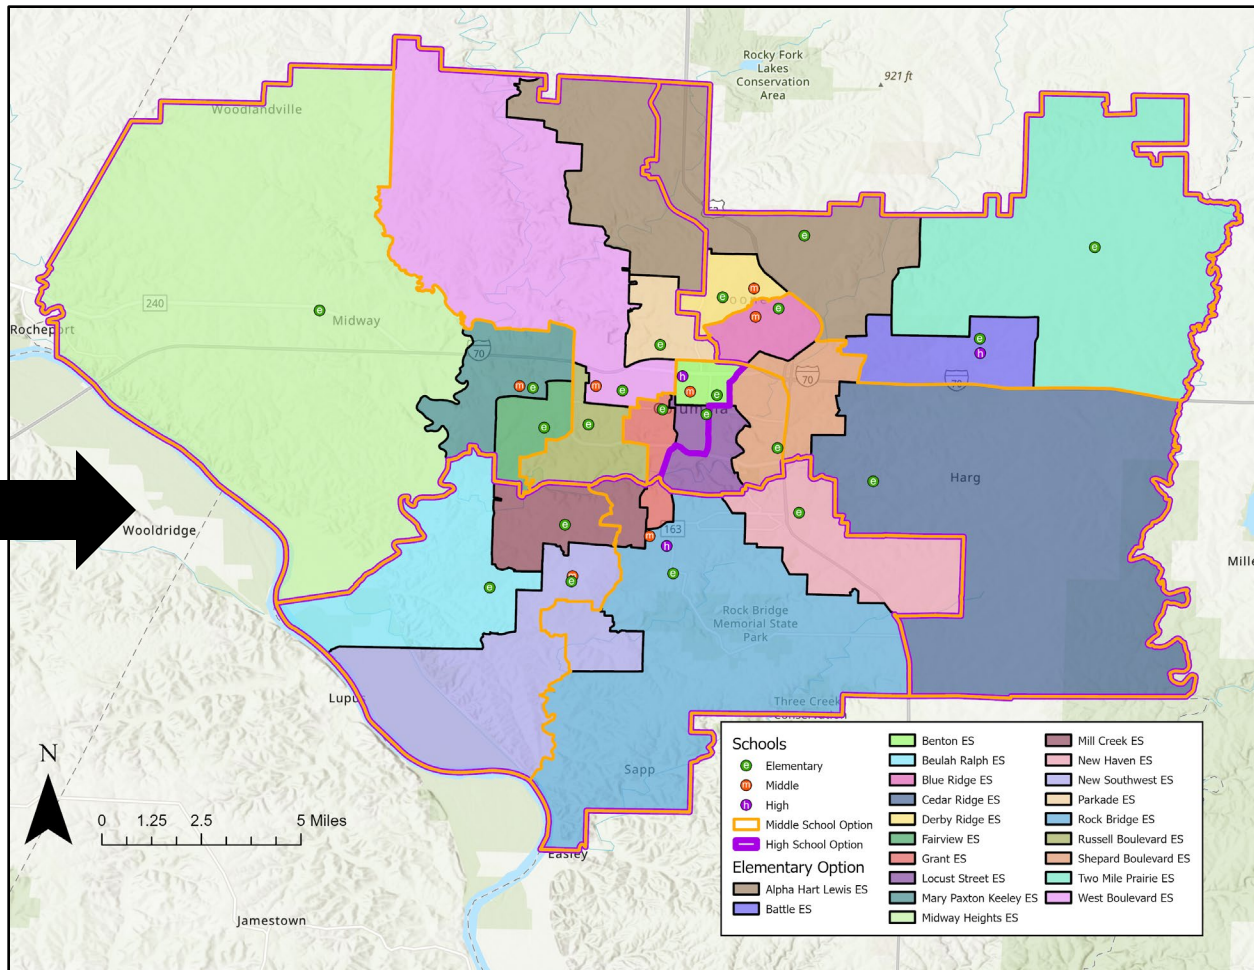 Rocky Fork
Lakes
Conservation
Area
921 ft
Woodlandville
240
Midway
Rocheport
70
70
70
Harg
Wooldridge
163
Mille
Rock Bridge
Memorial State
Park
Lupus
Three Creek
Conservation
Sapp
Easley
Jamestown
N
0 1.25 2.5 5 Miles
Schools
e Elementary
m Middle
h High
Middle School Option
High School Option
Elementary Option
Alpha Hart Lewis ES
Battle ES
Benton ES
Beulah Ralph ES
Blue Ridge ES
Cedar Ridge ES
Derby Ridge ES
Fairview ES
Grant ES
Locust Street ES
Mary Paxton Keeley ES
Midway Heights ES
Mill Creek ES
New Haven ES
New Southwest ES
Parkade ES
Rock Bridge ES
Russell Boulevard ES
Shepard Boulevard ES
Two Mile Prairie ES
West Boulevard ES